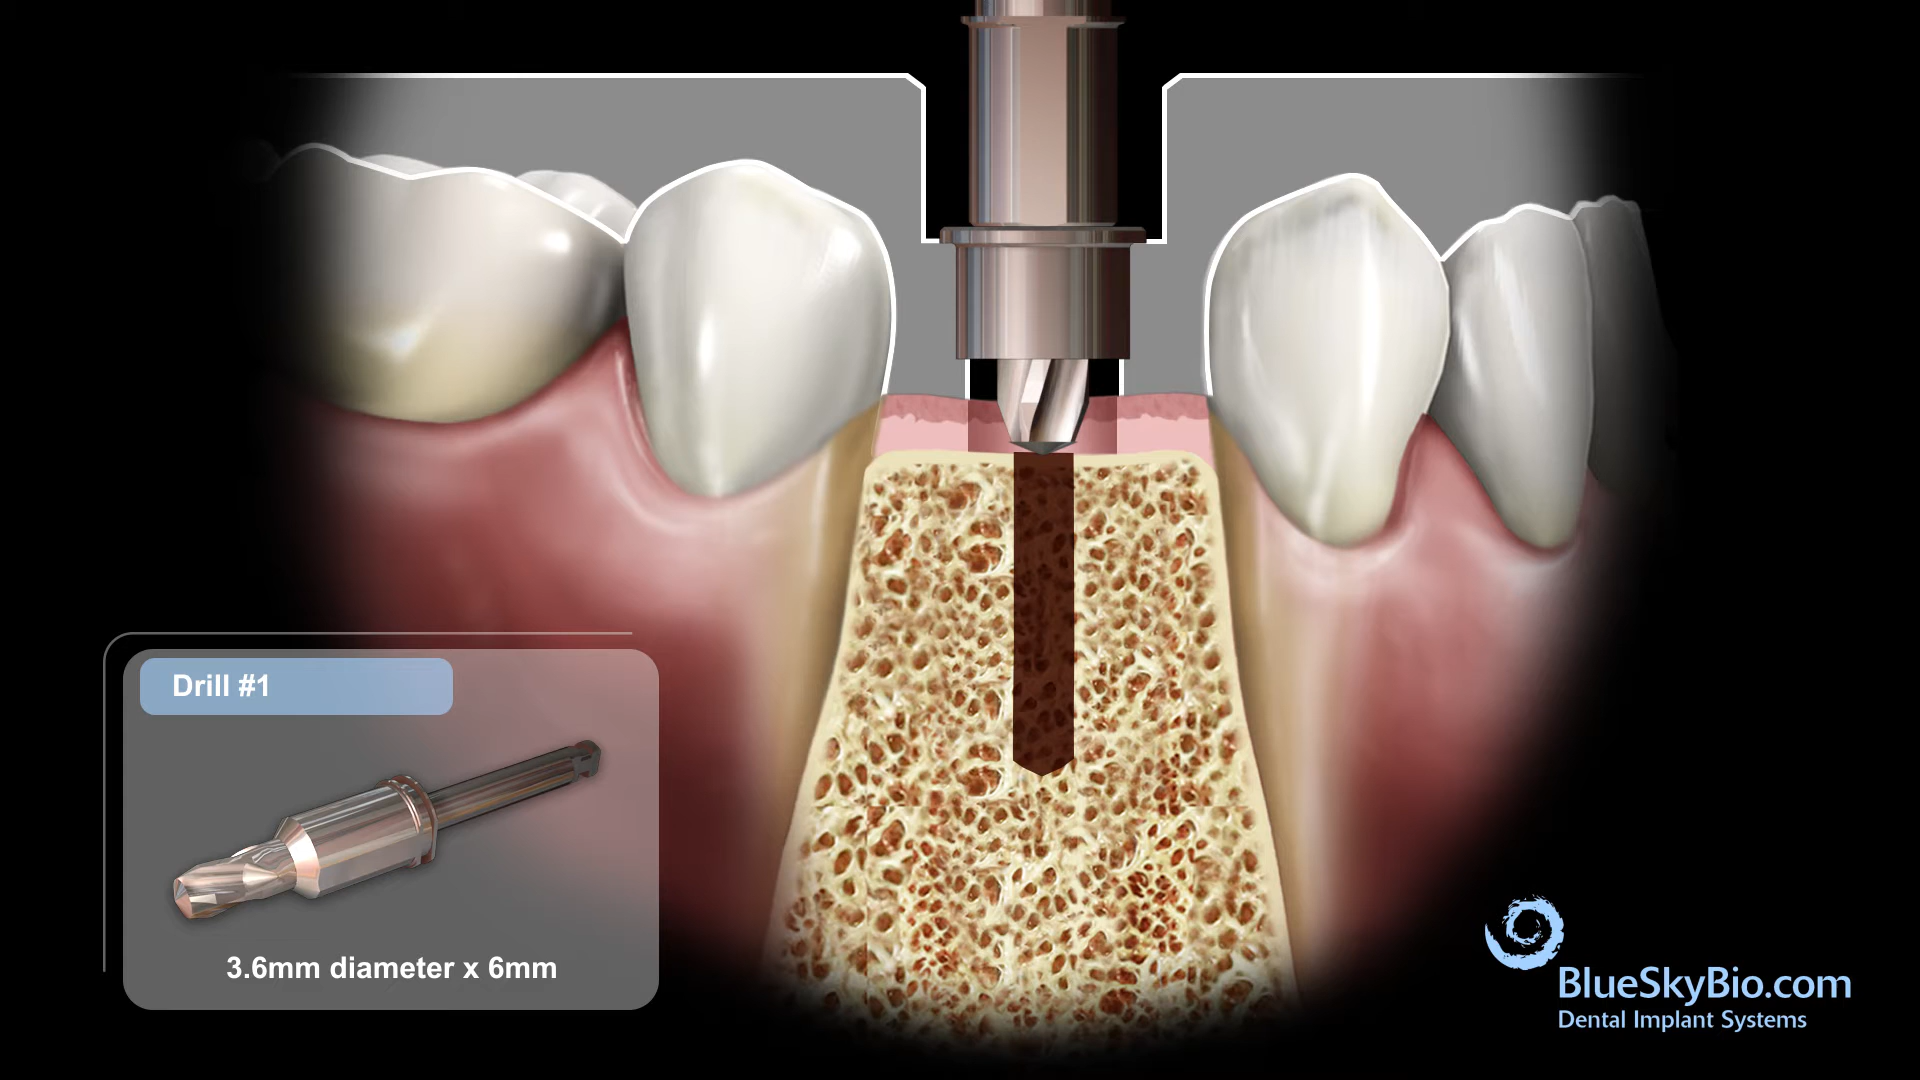 Drill #1
3.6mm diameter x 6mm
BlueSkyBio.com
Dental Implant Systems